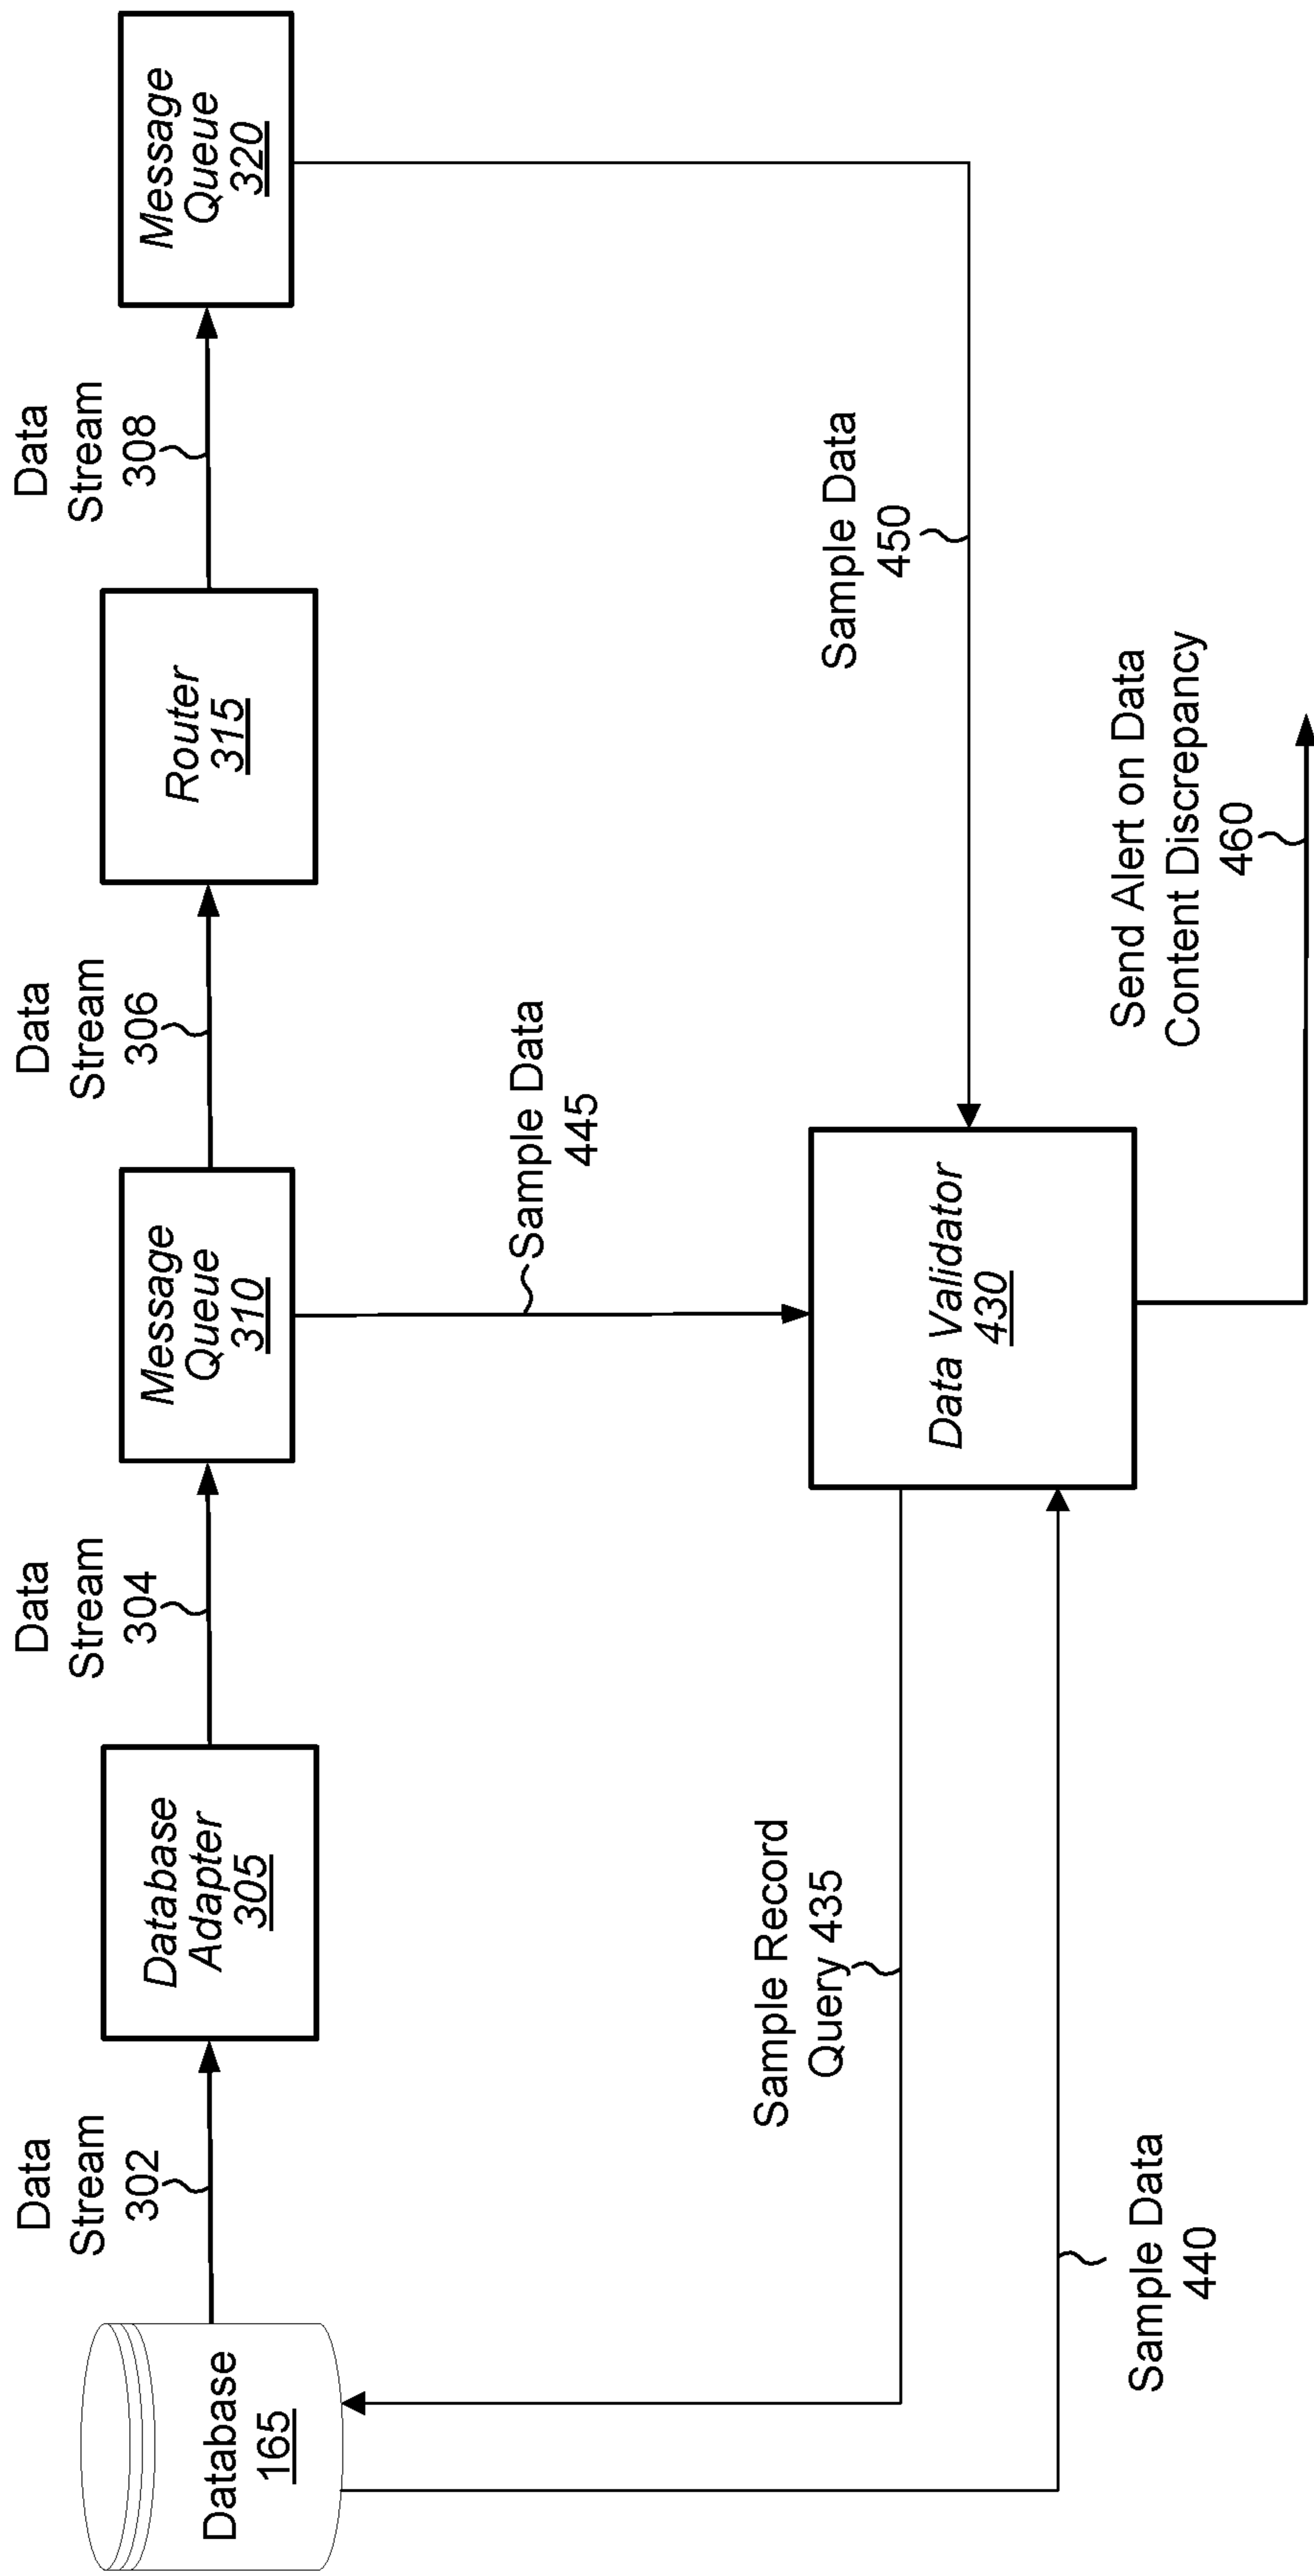 Data
Stream
302
Data
Stream
304
Data
Stream
306
Data
Stream
308
Database
165
Database
Adapter
305
Message
Queue
310
Router
315
Message
Queue
320
Sample Data
445
Sample Record
Query 435
Sample Data
450
Data Validator
430
Sample Data
440
Send Alert on Data
Content Discrepancy
460